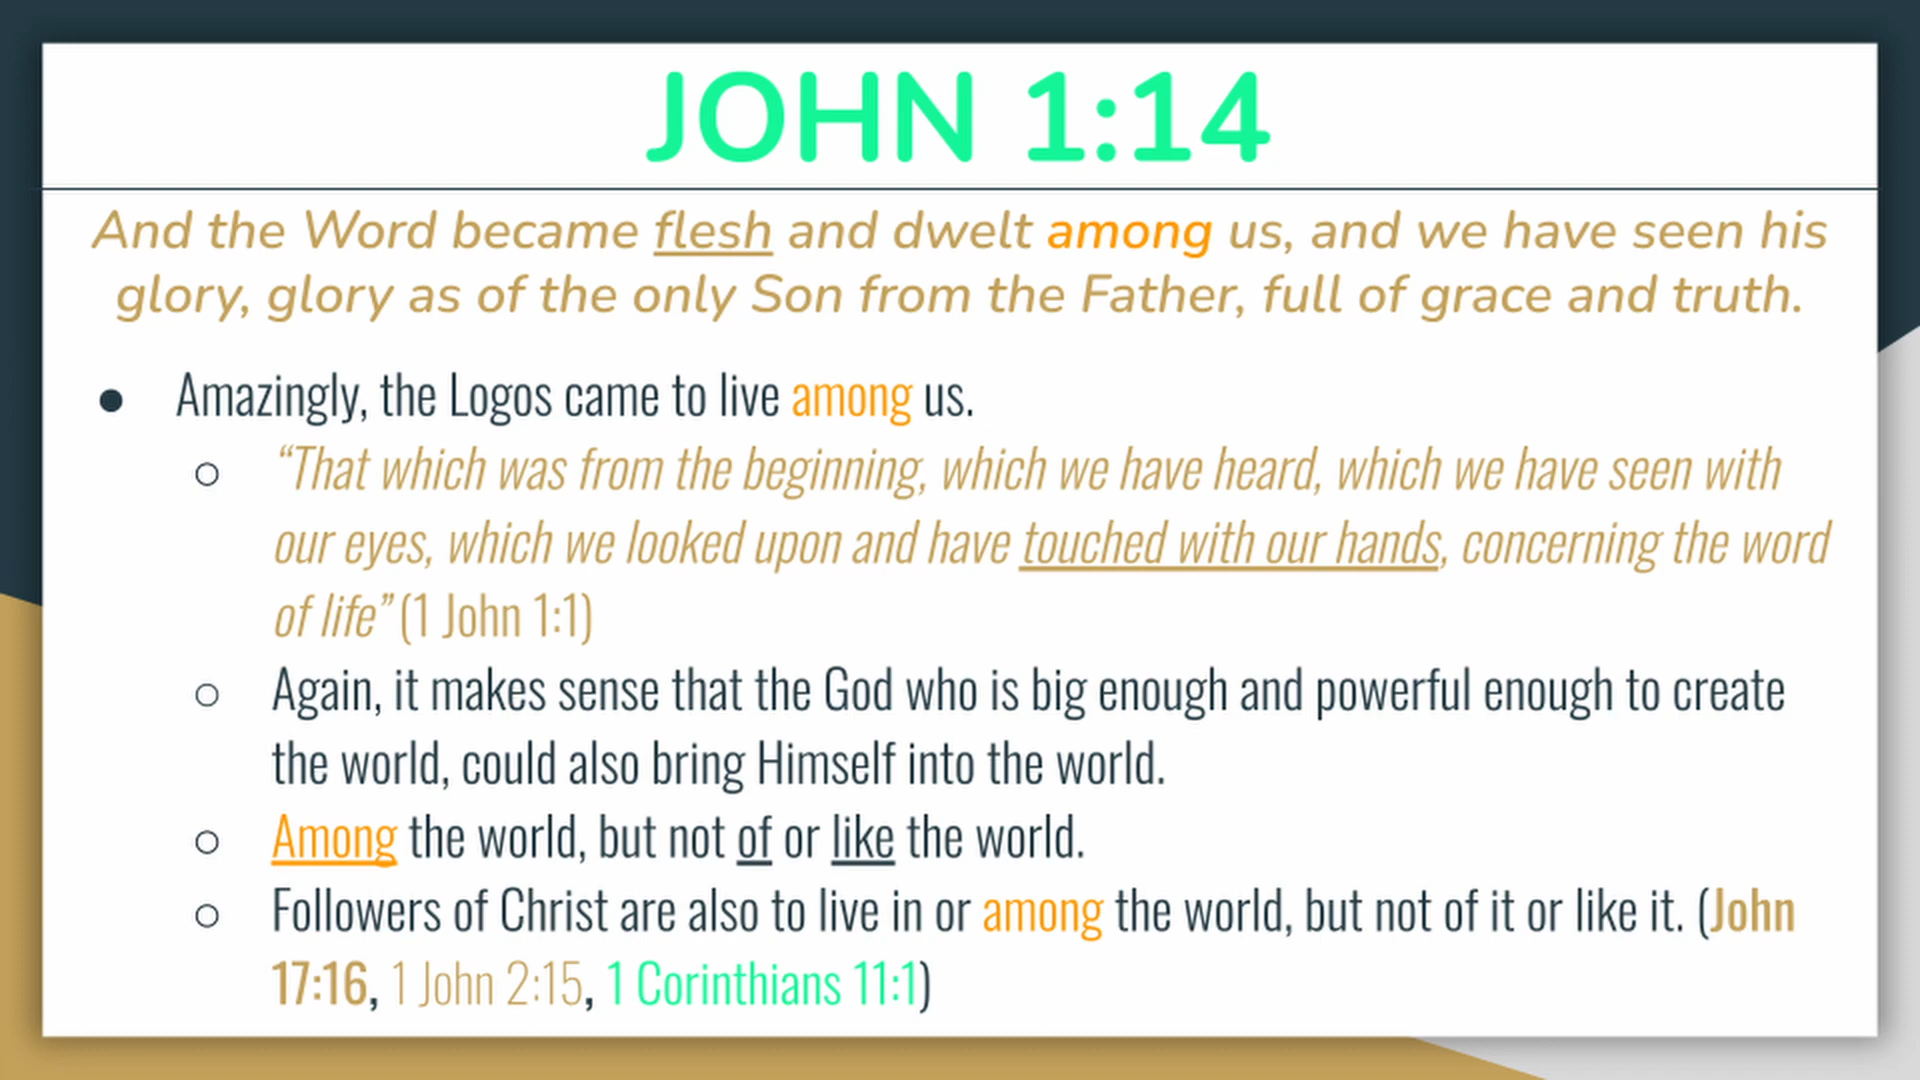 JOHN 1:14
And the Word became flesh and dwelt among us, and we have seen his
glory, glory as of the only Son from the Father, full of grace and truth.
● Amazingly, the Logos came to live among us.
○ “That which was from the beginning, which we have heard, which we have seen with
our eyes, which we looked upon and have touched with our hands, concerning the word
of life” (1 John 1:1)
○ Again, it makes sense that the God who is big enough and powerful enough to create
the world, could also bring Himself into the world.
○ Among the world, but not of or like the world.
○ Followers of Christ are also to live in or among the world, but not of it or like it. (John
17:16, 1 John 2:15, 1 Corinthians 11:1)